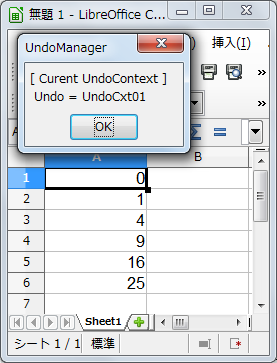 無題 1 - LibreOffice C...
UndoManager
挿入(I)
[ Curent UndoContext ]
Undo = UndoCxt01
OK
A B
1 0
2 1
3 4
4 9
5 16
6 25
7
Sheet1
シート 1 / 1 標準